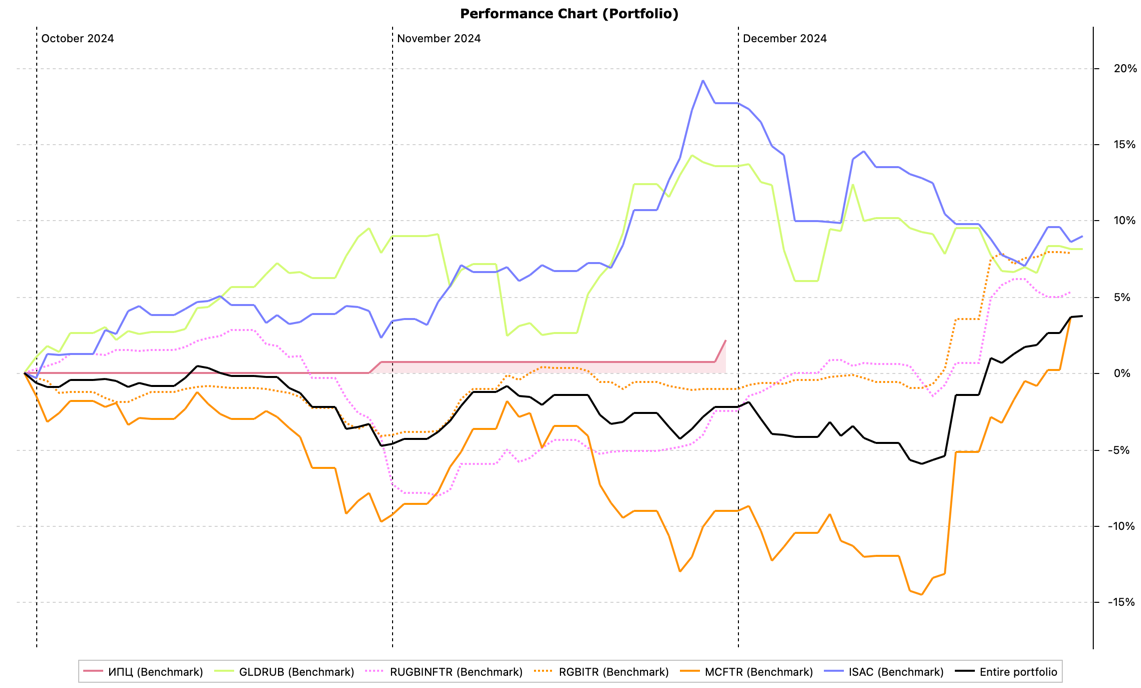 Performance Chart (Portfolio)
October 2024
November 2024
December 2024
20%
15%
10%
5%
0%
-5%
-10%
-15%
ИПЦ (Benchmark) GLDRUB (Benchmark) RUGBINFTR (Benchmark) RGBITR (Benchmark) MCFTR (Benchmark) ISAC (Benchmark) Entire portfolio